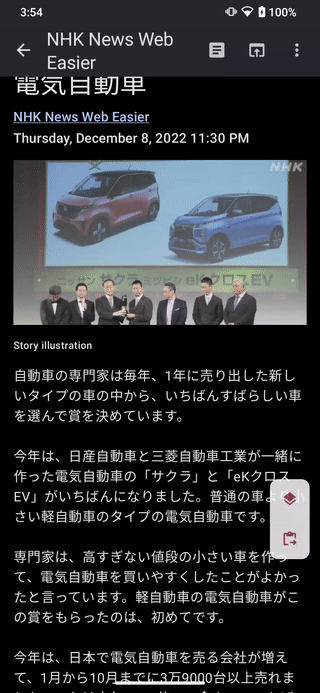 3:54
100%
NHK News Web
Easier
電気自動車
NHK News Web Easier
Thursday, December 8, 2022 11:30 PM
NHK
ニッサン サクラ ミツビシ eKクロス EV
Story illustration
自動車の専門家は毎年、1年に売り出した新し
いタイプの車の中から、いちばんすばらしい車
を選んで賞を決めています。
今年は、日産自動車と三菱自動車工業が一緒に
作った電気自動車の「サクラ」と「eKクロス
EV」がいちばんになりました。普通の車より小
さい軽自動車のタイプの電気自動車です。
専門家は、高すぎない値段の小さい車を作っ
て、電気自動車を買いやすくしたことがよかっ
たと言っています。軽自動車の電気自動車がこ
の賞をもらったのは、初めてです。
今年は、日本で電気自動車を売る会社が増え
て、1月から10月までに3万9000台以上売れま